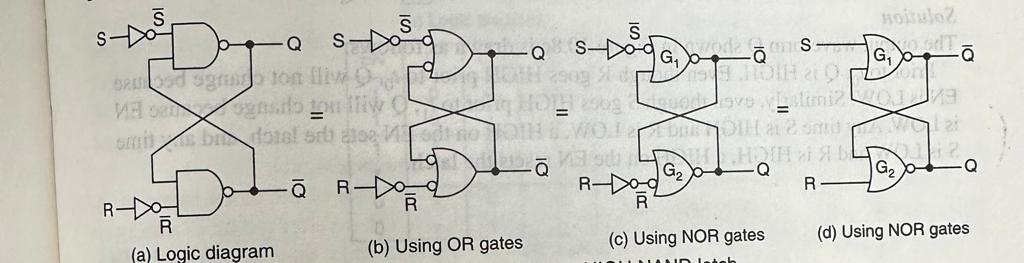 S S̅ Q S S̅ Q S S̅ G₁ Q̅ S G₁ Q̅
= = =
R R̅ Q̅ R R̅ Q̅ R R̅ G₂ Q R G₂ Q
(a) Logic diagram (b) Using OR gates (c) Using NOR gates (d) Using NOR gates